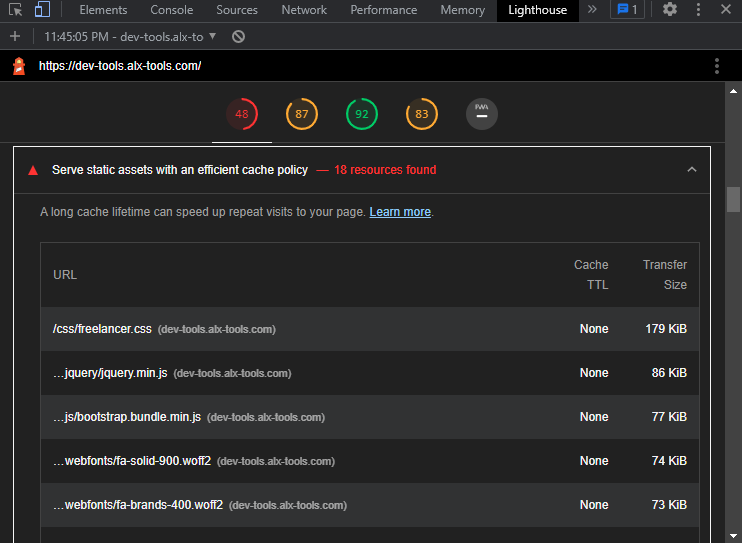 Elements Console Sources Network Performance Memory Lighthouse » 1
11:45:05 PM - dev-tools.alx-to
https://dev-tools.alx-tools.com/
48 87 92 83 PWA
Serve static assets with an efficient cache policy — 18 resources found
A long cache lifetime can speed up repeat visits to your page. Learn more.
URL Cache TTL Transfer Size
/css/freelancer.css (dev-tools.alx-tools.com) None 179 KiB
…jquery/jquery.min.js (dev-tools.alx-tools.com) None 86 KiB
…js/bootstrap.bundle.min.js (dev-tools.alx-tools.com) None 77 KiB
…webfonts/fa-solid-900.woff2 (dev-tools.alx-tools.com) None 74 KiB
…webfonts/fa-brands-400.woff2 (dev-tools.alx-tools.com) None 73 KiB